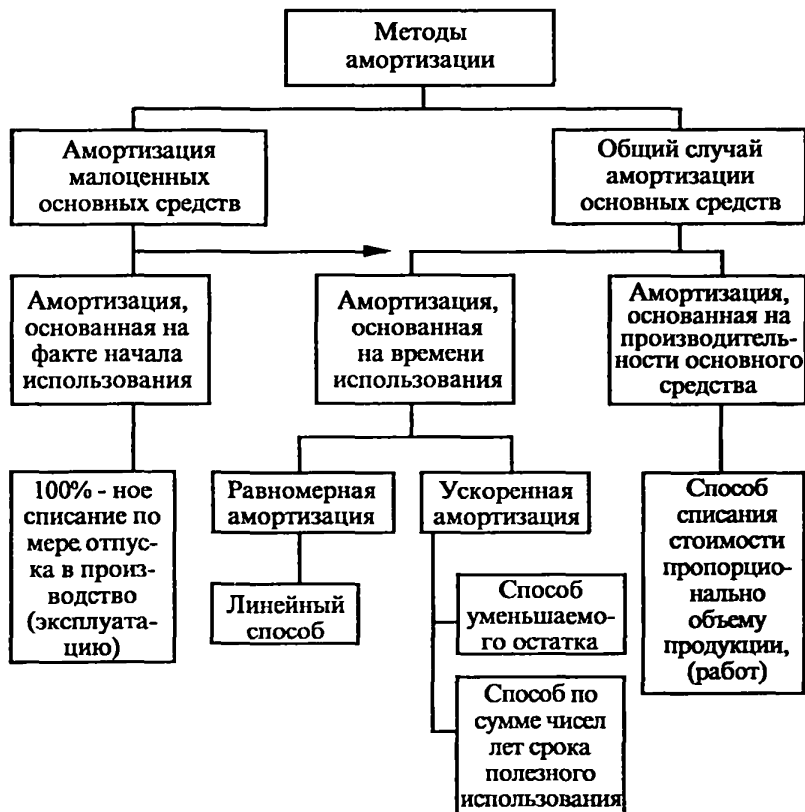 Методы
амортизации
Амортизация
малоценных
основных средств
Общий случай
амортизации
основных средств
Амортизация,
основанная на
факте начала
использования
Амортизация,
основанная
на времени
использования
Амортизация,
основанная на
производитель-
ности основного
средства
100% - ное
списание по
мере отпус-
ка в произ-
водство
(эксплуата-
цию)
Равномерная
амортизация
Линейный
способ
Ускоренная
амортизация
Способ
уменьшаемо-
го остатка
Способ по
сумме чисел
лет срока
полезного
использования
Способ
списания
стоимости
пропорцио-
нально
объему
продукции,
(работ)